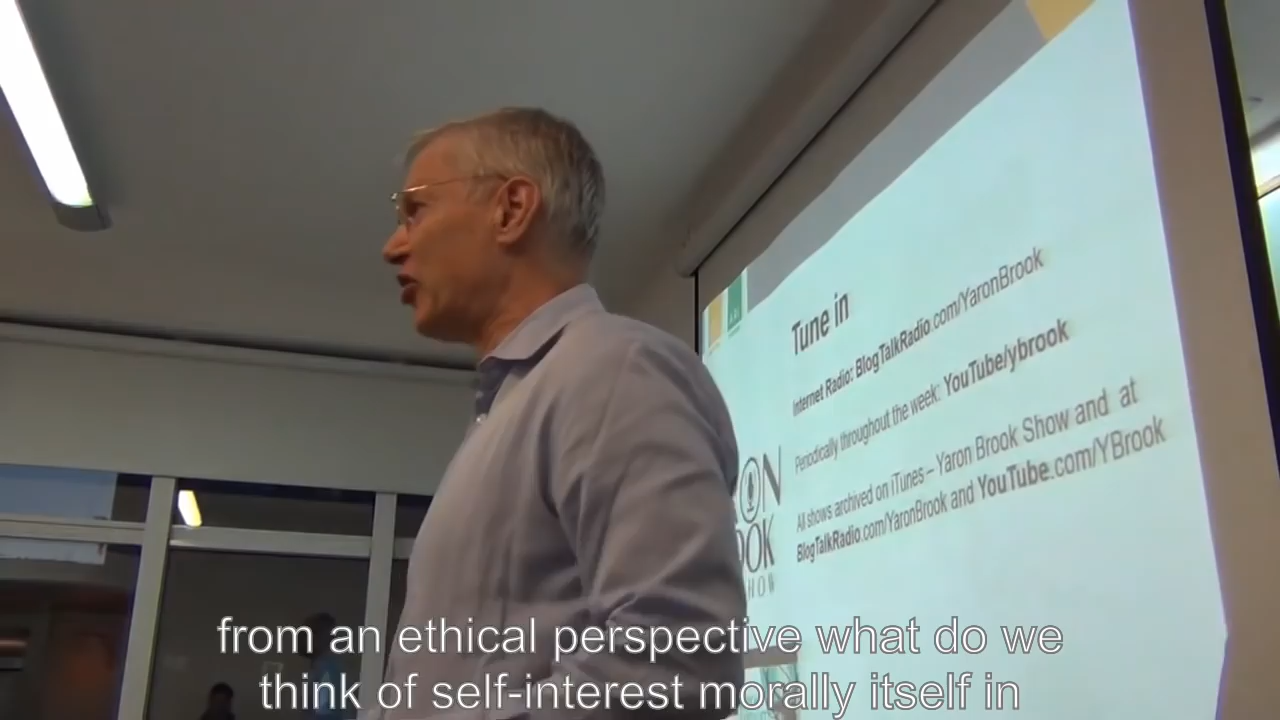 Tune in
Internet Radio: BlogTalkRadio.com/YaronBrook
Periodically throughout the week: YouTube/ybrook
All shows archived on iTunes – Yaron Brook Show and at
BlogTalkRadio.com/YaronBrook and YouTube.com/YBrook
RON
OOK
HOW
from an ethical perspective what do we
think of self-interest morally itself in